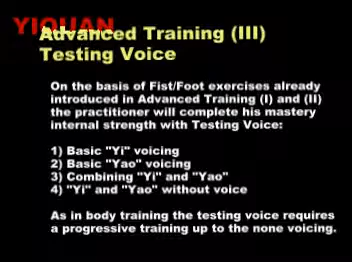 YIQUAN
Advanced Training (III)
Testing Voice
On the basis of Fist/Foot exercises already
introduced in Advanced Training (I) and (II)
the practitioner will complete his mastery
internal strength with Testing Voice:
1) Basic "Yi" voicing
2) Basic "Yao" voicing
3) Combining "Yi" and "Yao"
4) "Yi" and "Yao" without voice
As in body training the testing voice requires
a progressive training up to the none voicing.